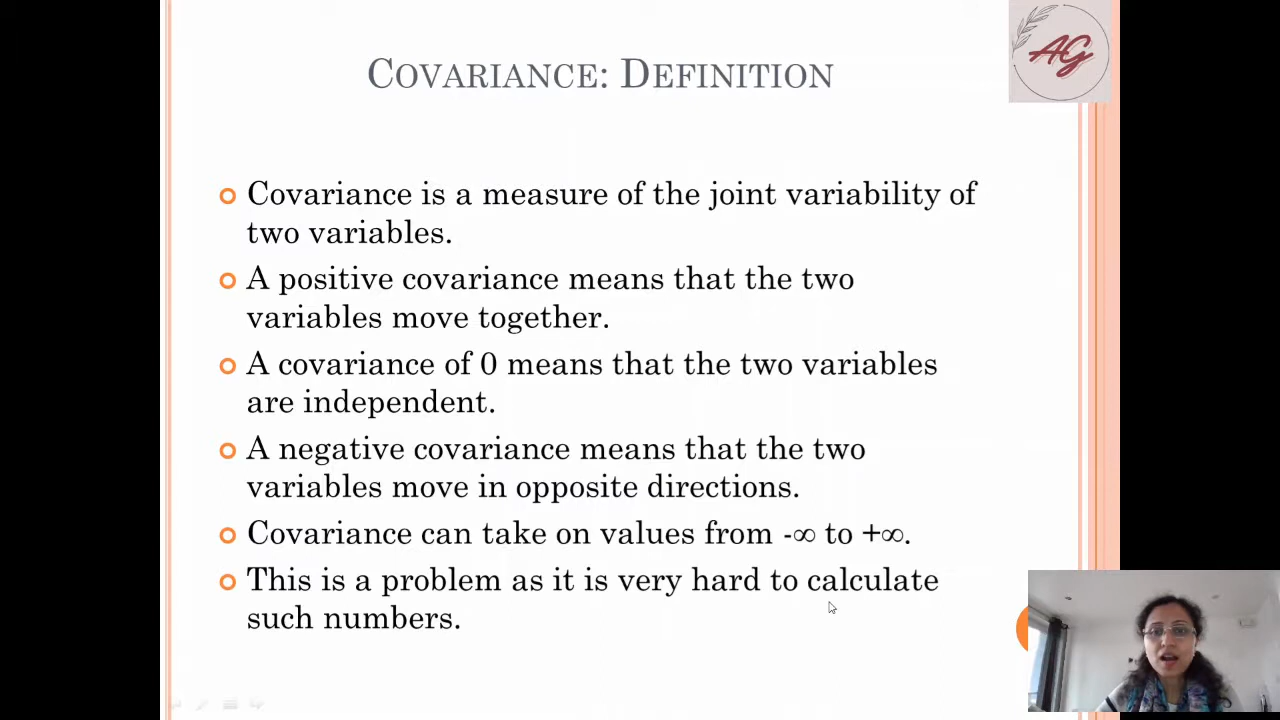 COVARIANCE: DEFINITION
AG
Covariance is a measure of the joint variability of
two variables.
A positive covariance means that the two
variables move together.
A covariance of 0 means that the two variables
are independent.
A negative covariance means that the two
variables move in opposite directions.
Covariance can take on values from -∞ to +∞.
This is a problem as it is very hard to calculate
such numbers.